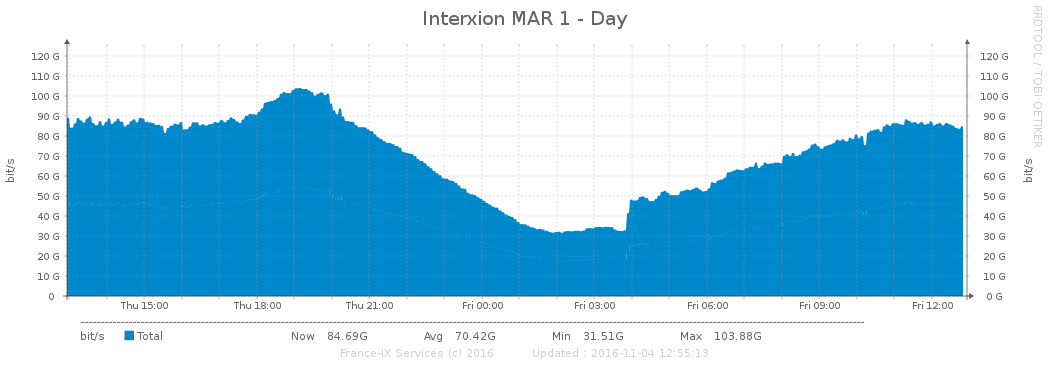 Interxion MAR 1 - Day
RRDTOOL / TOBI OETIKER
bit/s
120 G
110 G
100 G
90 G
80 G
70 G
60 G
50 G
40 G
30 G
20 G
10 G
0
120 G
110 G
100 G
90 G
80 G
70 G
60 G
50 G
40 G
30 G
20 G
10 G
0 G
bit/s
Thu 15:00 Thu 18:00 Thu 21:00 Fri 00:00 Fri 03:00 Fri 06:00 Fri 09:00 Fri 12:00
bit/s Total Now 84.69G Avg 70.42G Min 31.51G Max 103.88G
France-IX Services (c) 2016 Updated : 2016-11-04 12:55:13